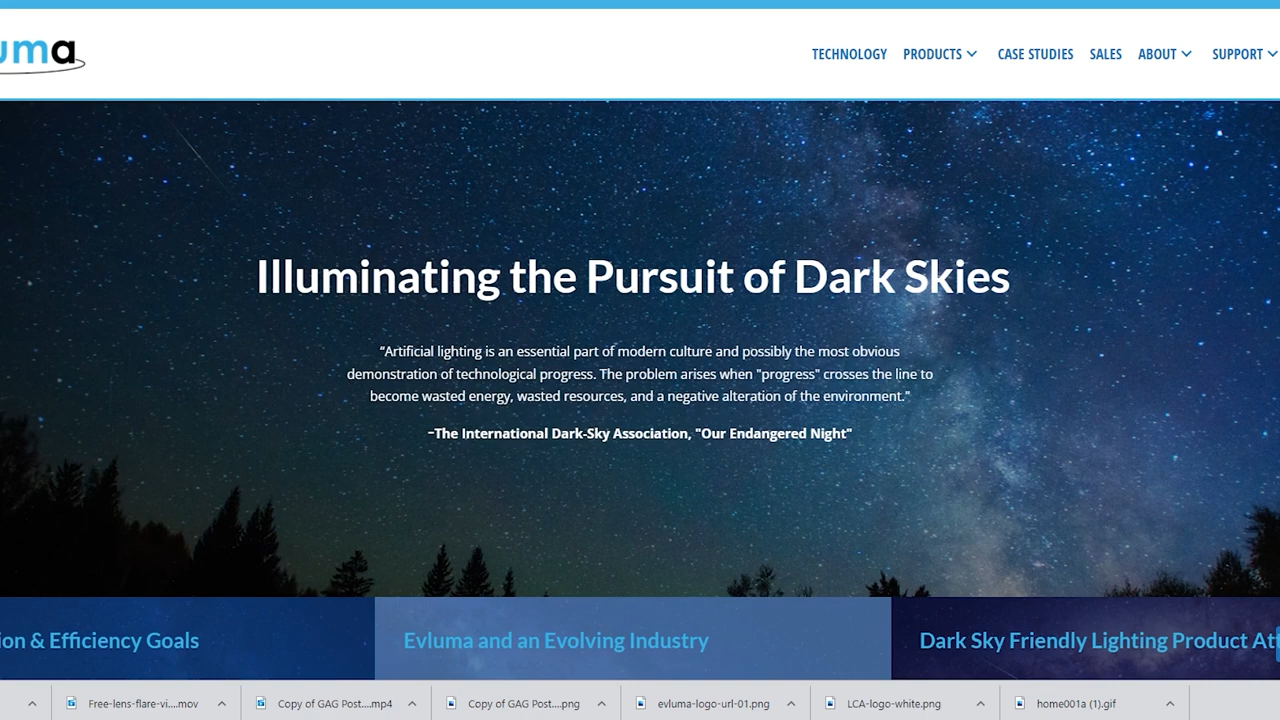 uma
TECHNOLOGY PRODUCTS CASE STUDIES SALES ABOUT SUPPORT
Illuminating the Pursuit of Dark Skies
“Artificial lighting is an essential part of modern culture and possibly the most obvious
demonstration of technological progress. The problem arises when "progress" crosses the line to
become wasted energy, wasted resources, and a negative alteration of the environment."
–The International Dark-Sky Association, "Our Endangered Night"
ion & Efficiency Goals
Evluma and an Evolving Industry
Dark Sky Friendly Lighting Product Att
Free-lens-flare-vi....mov
Copy of GAG Post....mp4
Copy of GAG Post....png
evluma-logo-url-01.png
LCA-logo-white.png
home001a (1).gif